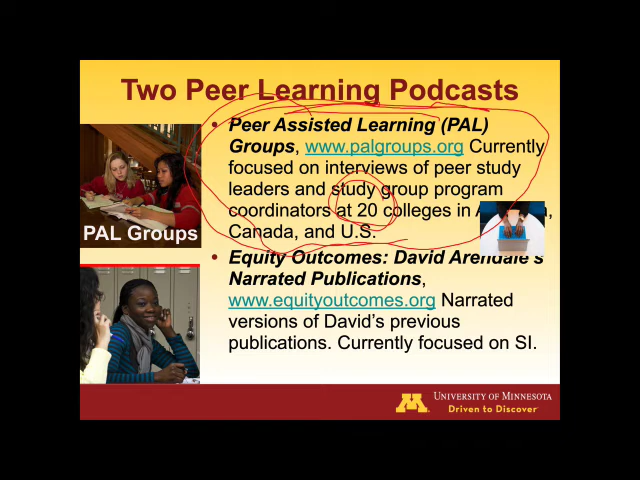 Two Peer Learning Podcasts
• Peer Assisted Learning (PAL)
Groups, www.palgroups.org Currently
focused on interviews of peer study
leaders and study group program
coordinators at 20 colleges in
Canada, and U.S.
PAL Groups
• Equity Outcomes: David Arendale's
Narrated Publications,
www.equityoutcomes.org Narrated
versions of David's previous
publications. Currently focused on SI.
M UNIVERSITY OF MINNESOTA
Driven to Discover